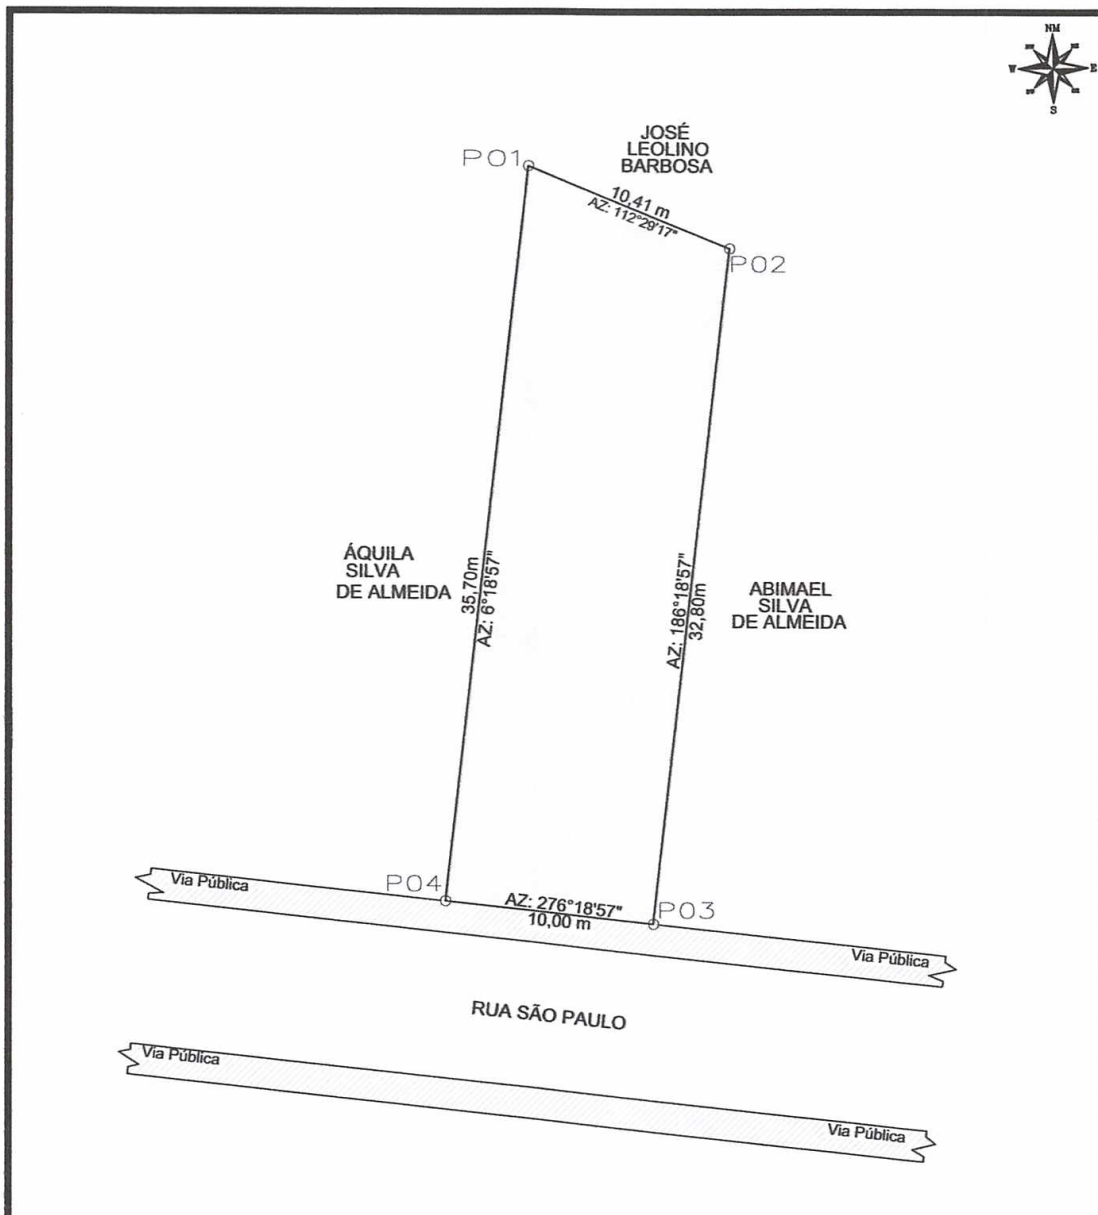 NM
W
E
S
JOSÉ
LEOLINO
BARBOSA
P01
10,41 m
AZ: 112°29'17"
P02
ÁQUILA
SILVA
DE ALMEIDA
35,70m
AZ: 6°18'57"
AZ: 186°18'57"
32,80m
ABIMAEL
SILVA
DE ALMEIDA
Via Pública
P04
AZ: 276°18'57"
10,00 m
P03
Via Pública
RUA SÃO PAULO
Via Pública
Via Pública